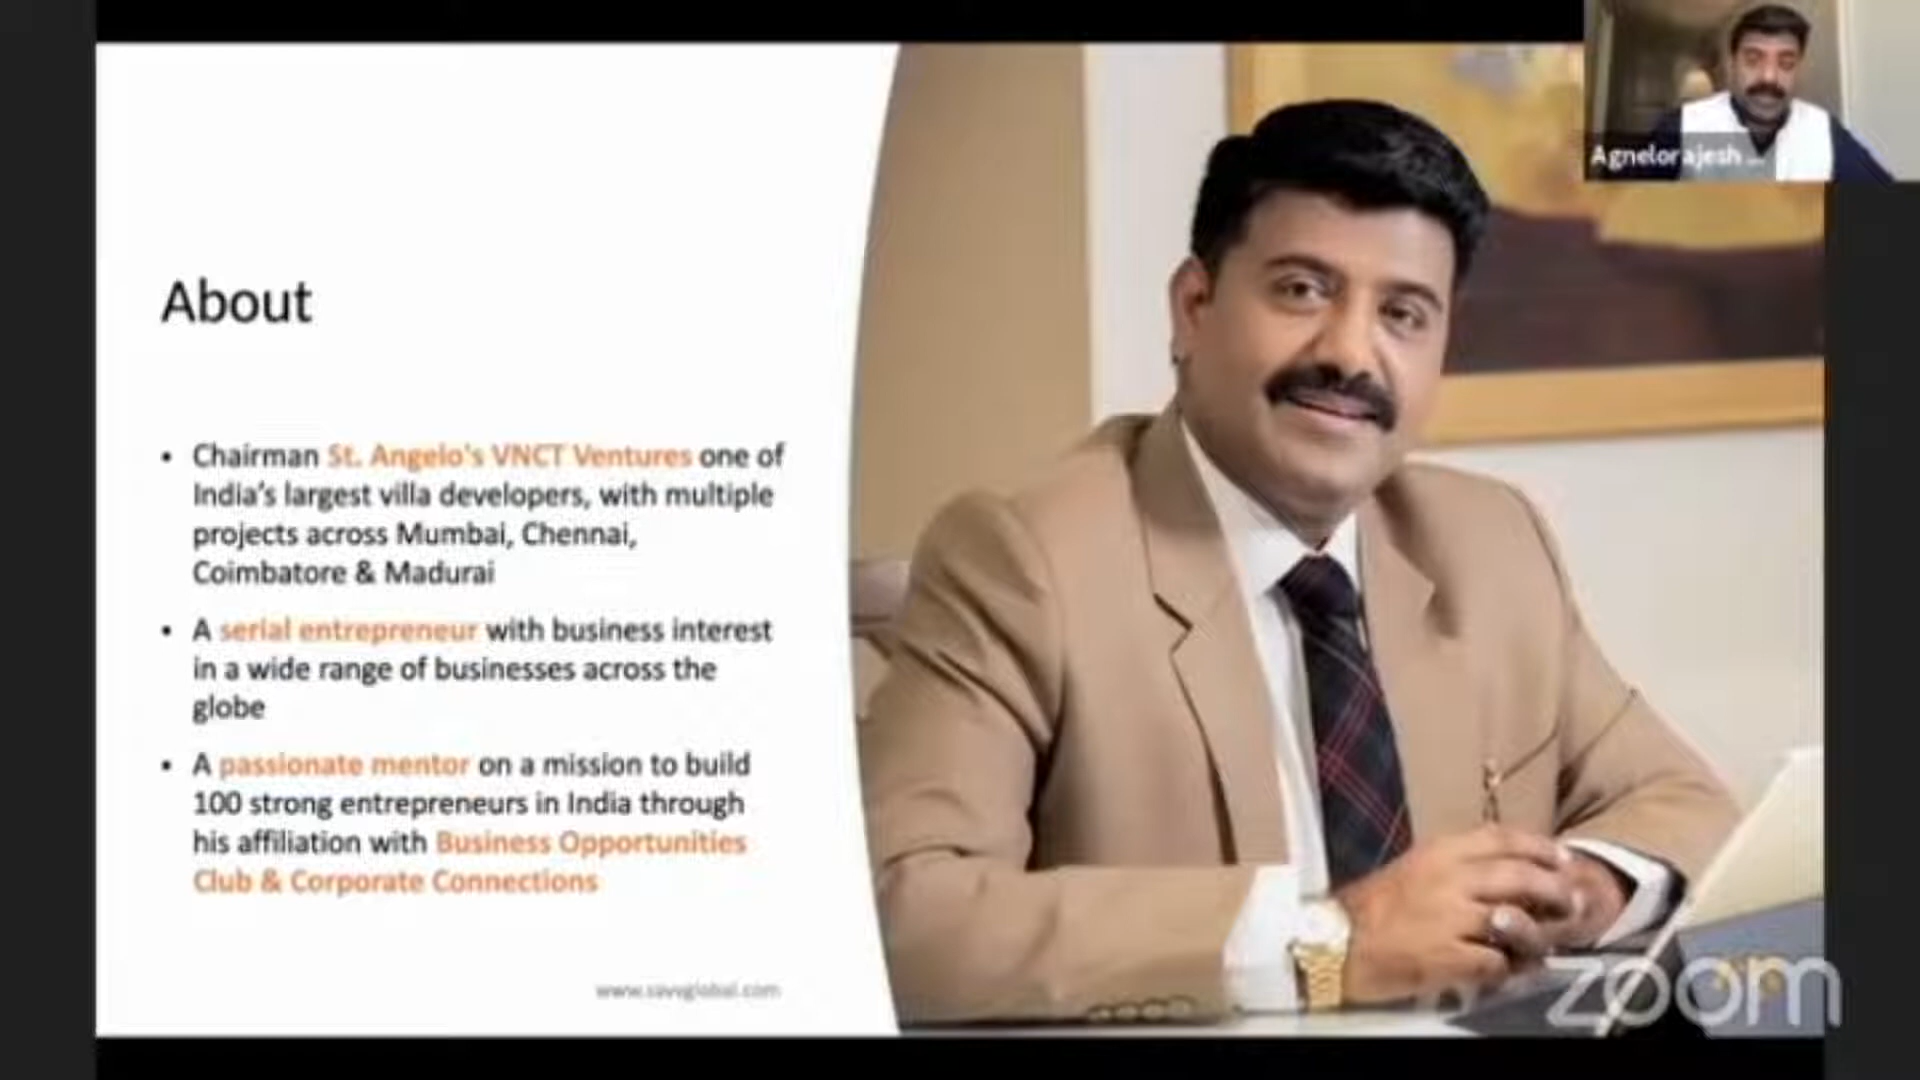 Agnelorajesh ...
About
• Chairman St. Angelo's VNCT Ventures one of
India's largest villa developers, with multiple
projects across Mumbai, Chennai,
Coimbatore & Madurai
• A serial entrepreneur with business interest
in a wide range of businesses across the
globe
• A passionate mentor on a mission to build
100 strong entrepreneurs in India through
his affiliation with Business Opportunities
Club & Corporate Connections
www.savvglobal.com
zoom